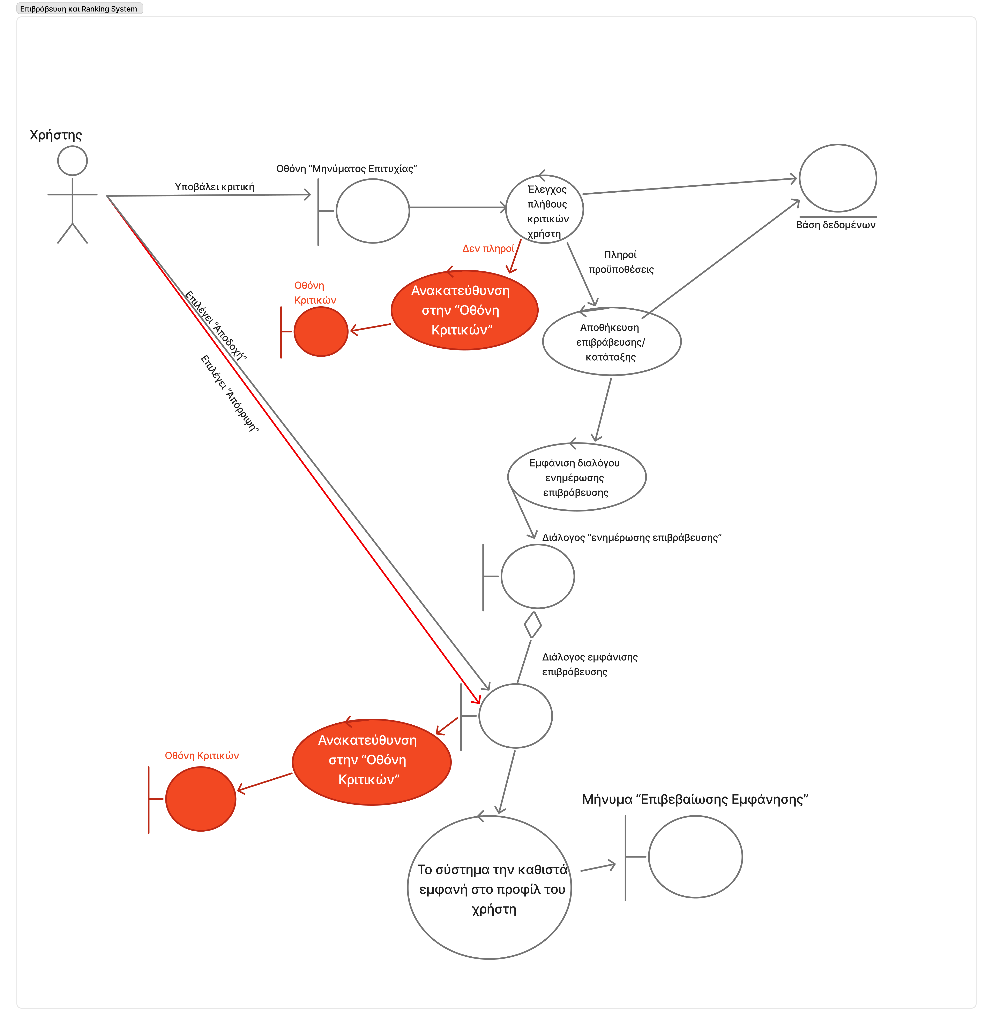 Επιβράβευση και Ranking System
Χρήστης
Οθόνη "Μηνύματος Επιτυχίας"
Υποβάλει κριτική
Έλεγχος
πλήθους
κριτικών
χρήστη
Βάση δεδομένων
Δεν πληροί
Πληροί
προϋποθέσεις
Οθόνη
Κριτικών
Ανακατεύθυνση
στην "Οθόνη
Κριτικών"
Επιλέγει "Αποδοχή"
Επιλέγει "Απόρριψη"
Αποθήκευση
επιβράβευσης/
κατάταξης
Εμφάνιση διαλόγου
ενημέρωσης
επιβράβευσης
Διάλογος "ενημέρωσης επιβράβευσης"
Διάλογος εμφάνισης
επιβράβευσης
Ανακατεύθυνση
στην "Οθόνη
Κριτικών"
Οθόνη Κριτικών
Μήνυμα "Επιβεβαίωσης Εμφάνησης"
Το σύστημα την καθιστά
εμφανή στο προφίλ του
χρήστη